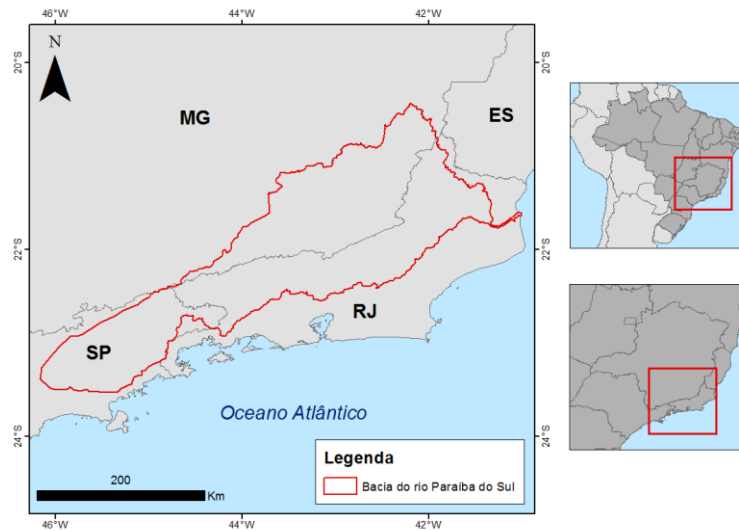 46°W
44°W
42°W
N
20°S
20°S
MG
ES
22°S
22°S
RJ
SP
Oceano Atlântico
24°S
24°S
Legenda
Bacia do rio Paraíba do Sul
200
Km
46°W
44°W
42°W